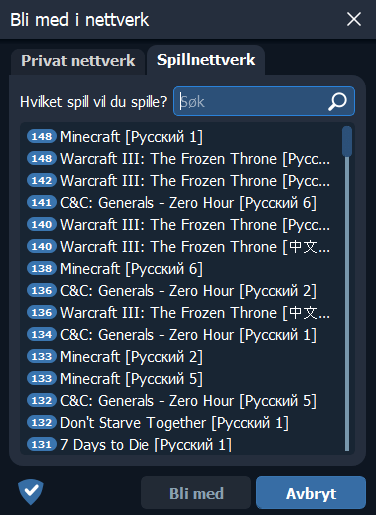 Bli med i nettverk
Privat nettverk Spillnettverk
Hvilket spill vil du spille? Søk
148 Minecraft [Русский 1]
148 Warcraft III: The Frozen Throne [Русс...
142 Warcraft III: The Frozen Throne [Русс...
141 C&C: Generals - Zero Hour [Русский 6]
140 Warcraft III: The Frozen Throne [Русс...
140 Warcraft III: The Frozen Throne [中文...
138 Minecraft [Русский 6]
136 C&C: Generals - Zero Hour [Русский 2]
136 Warcraft III: The Frozen Throne [中文...
134 C&C: Generals - Zero Hour [Русский 1]
133 Minecraft [Русский 2]
133 Minecraft [Русский 5]
132 C&C: Generals - Zero Hour [Русский 5]
132 Don't Starve Together [Русский 1]
131 7 Days to Die [Русский 1]
Bli med Avbryt